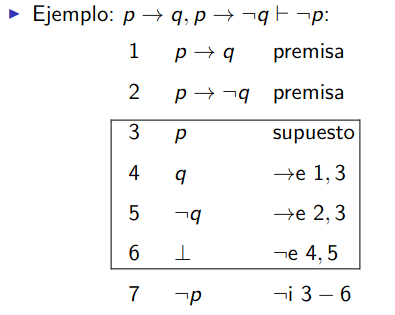 ▶ Ejemplo: p → q, p → ¬q ⊢ ¬p:
1 p → q premisa
2 p → ¬q premisa
3 p supuesto
4 q →e 1, 3
5 ¬q →e 2, 3
6 ⊥ ¬e 4, 5
7 ¬p ¬i 3 − 6